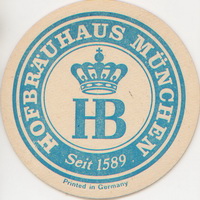 HOFBRÄUHAUS MÜNCHEN
HB
Seit 1589
Printed in Germany